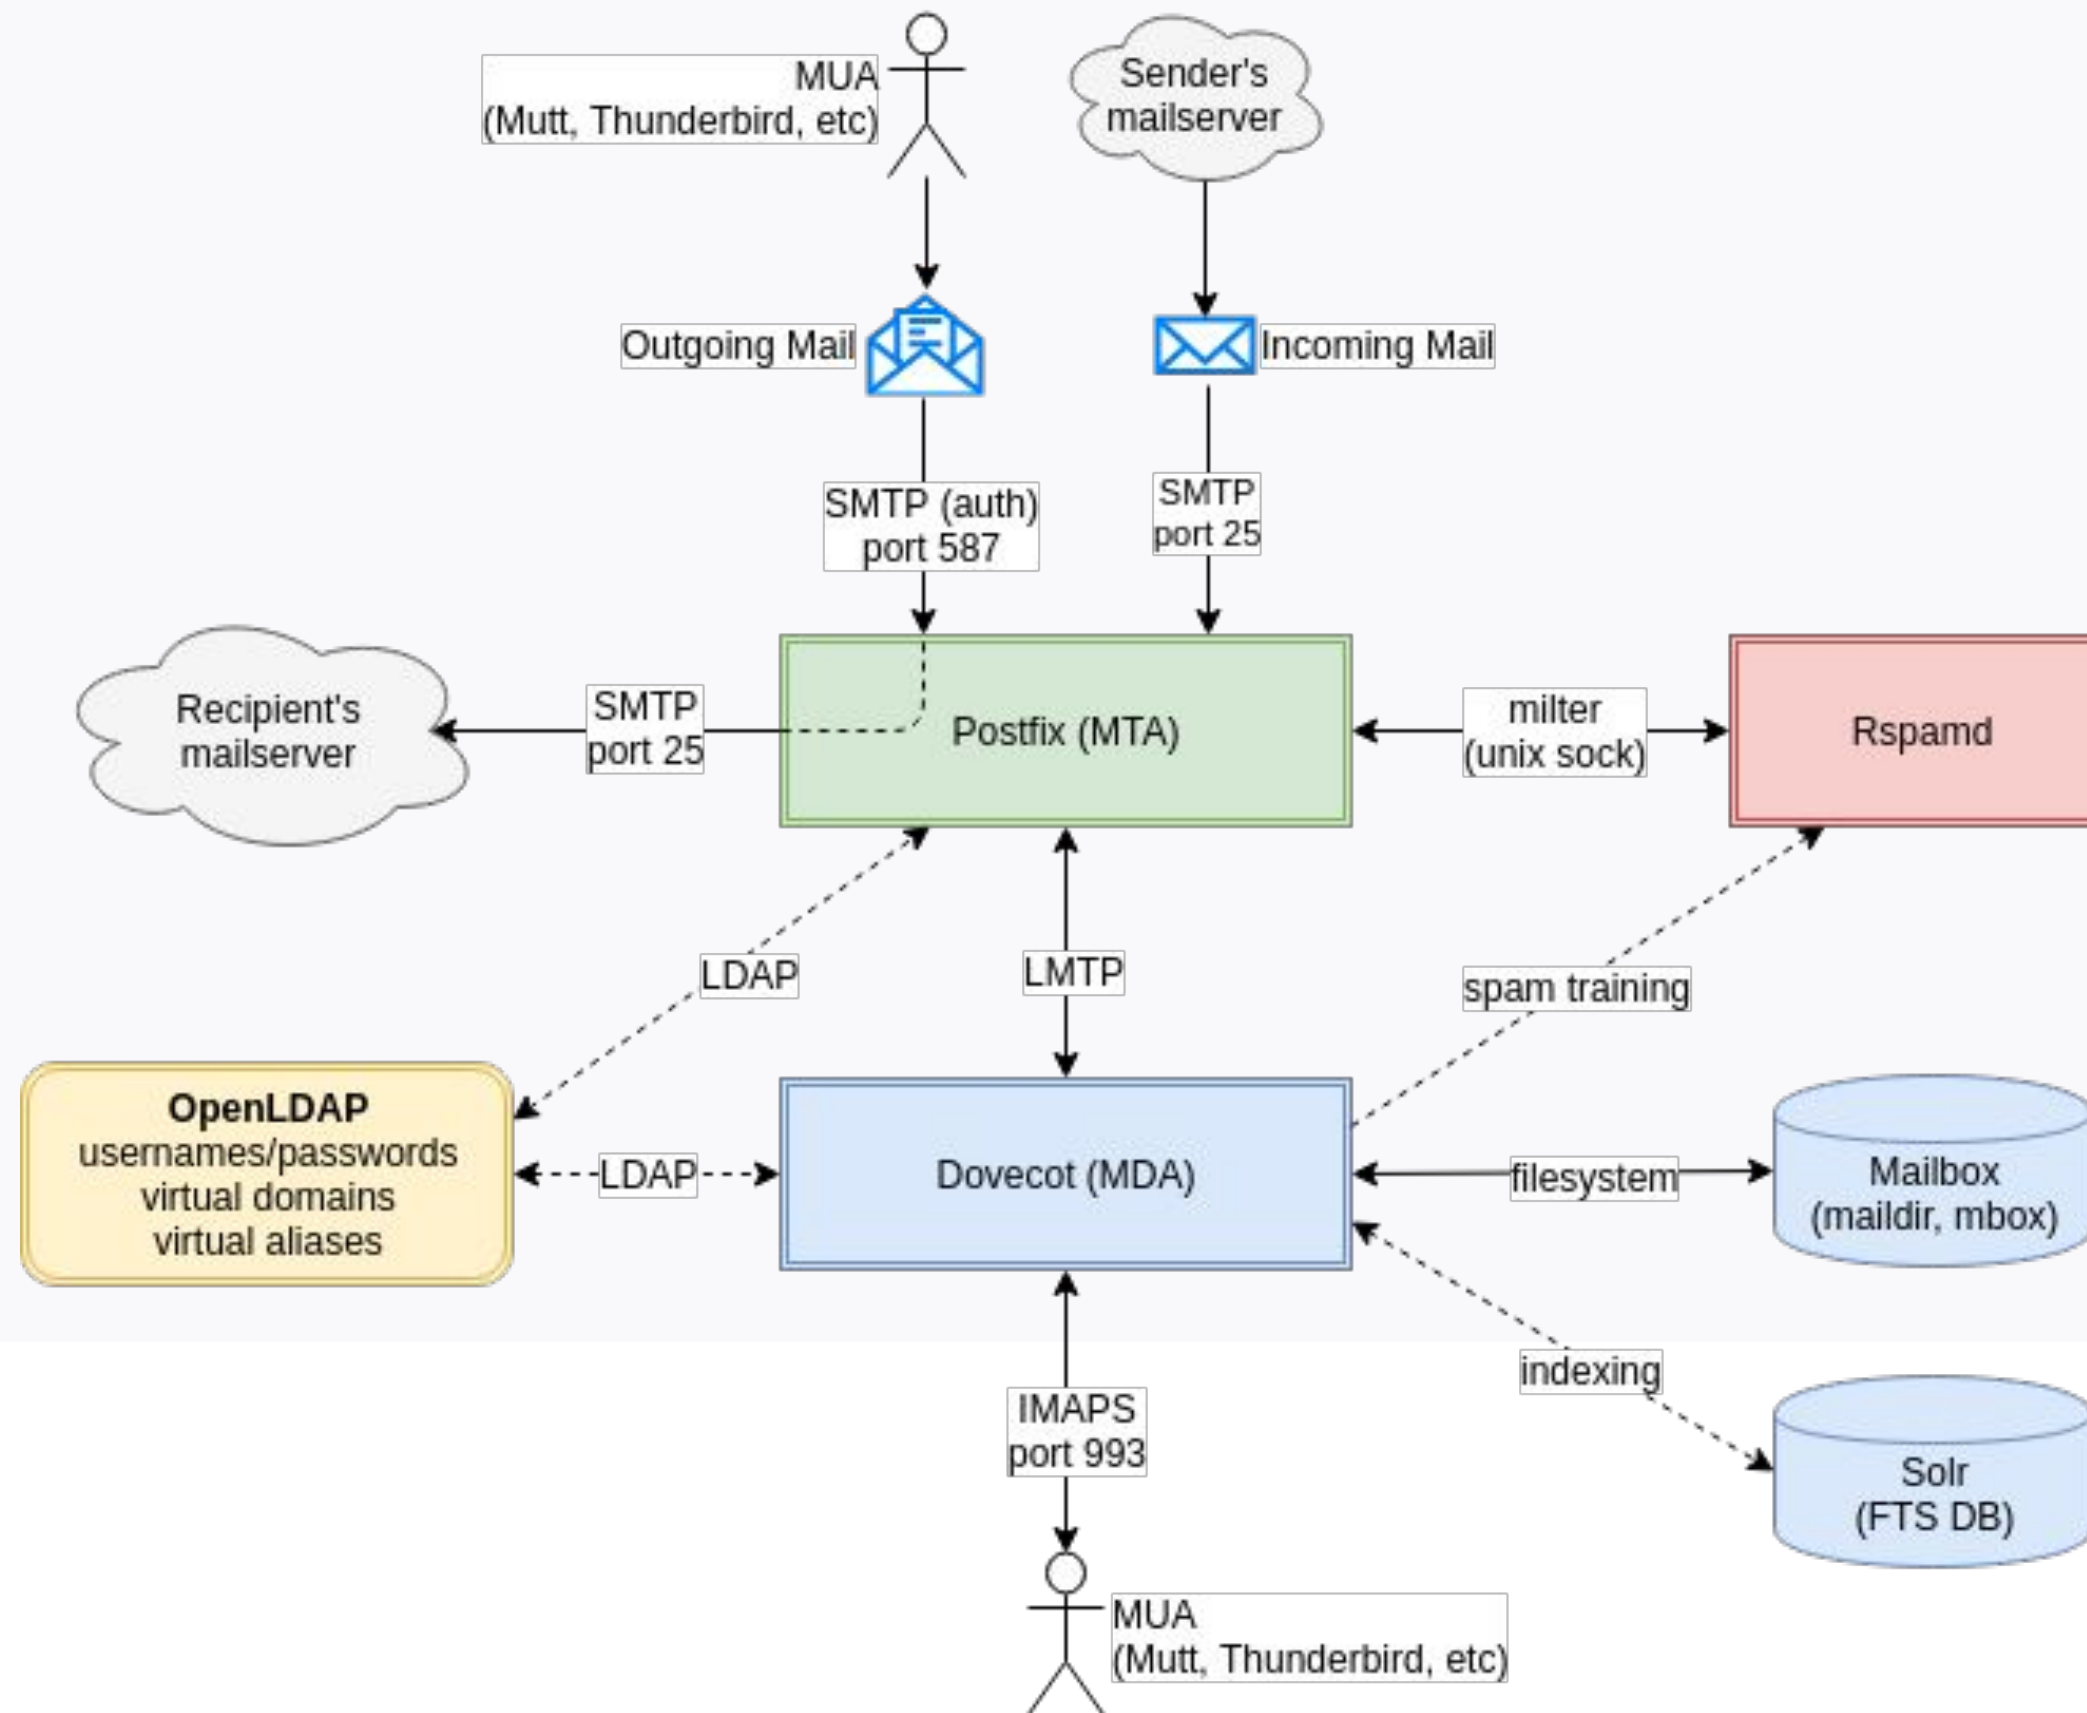 MUA
(Mutt, Thunderbird, etc)
Sender's
mailserver
Outgoing Mail
Incoming Mail
SMTP (auth)
port 587
SMTP
port 25
Recipient's
mailserver
SMTP
port 25
Postfix (MTA)
milter
(unix sock)
Rspamd
LDAP
LMTP
spam training
OpenLDAP
usernames/passwords
virtual domains
virtual aliases
LDAP
Dovecot (MDA)
filesystem
Mailbox
(maildir, mbox)
indexing
IMAPS
port 993
Solr
(FTS DB)
MUA
(Mutt, Thunderbird, etc)